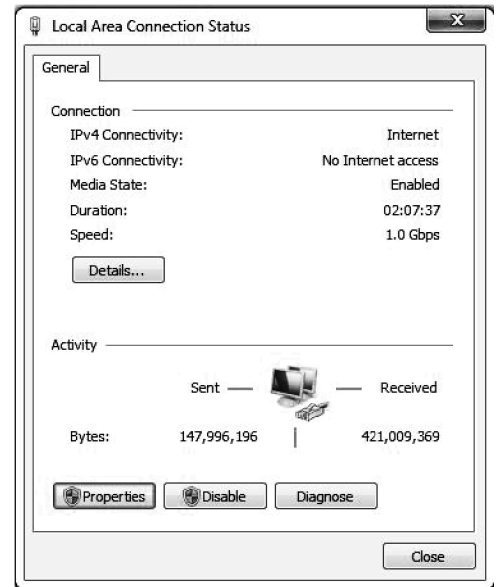 Local Area Connection Status
General
Connection
IPv4 Connectivity: Internet
IPv6 Connectivity: No Internet access
Media State: Enabled
Duration: 02:07:37
Speed: 1.0 Gbps
Details...
Activity
Sent Received
Bytes: 147,996,196 421,009,369
Properties Disable Diagnose
Close